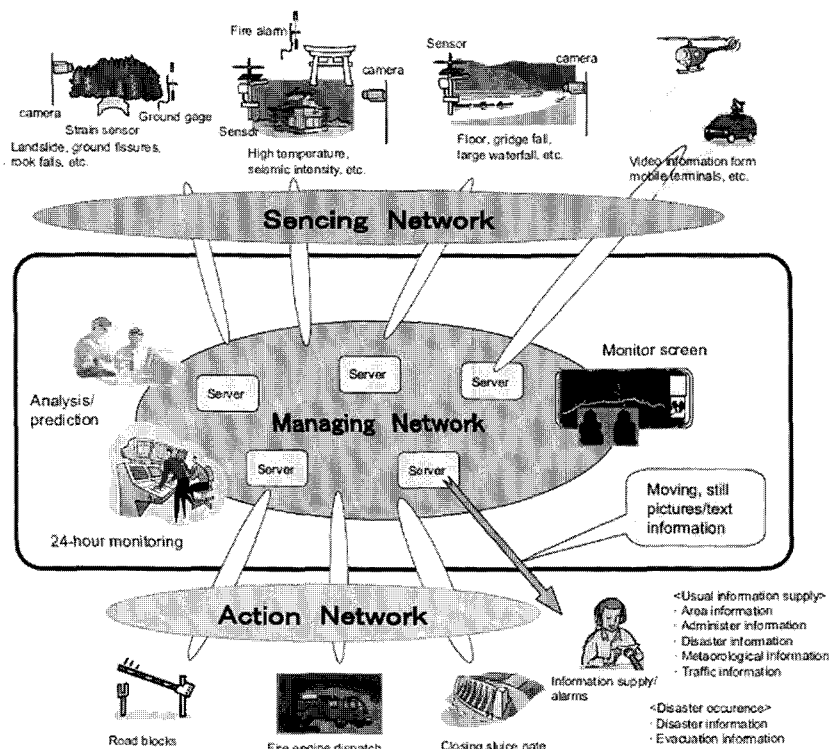 Fire alarm
Sensor
camera
camera
camera
Strain sensor
Ground gage
Sensor
Landslide, ground fissures,
rook falls, etc.
High temperature,
seismic intensity, etc.
Floor, gridge fall,
large waterfall, etc.
Video information form
mobile terminals, etc.
Sencing Network
Monitor screen
Server
Server
Server
Analysis/
prediction
Managing Network
Server
Server
24-hour monitoring
Moving, still
pictures/text
information
Action Network
Information supply/
alarms
<Usual information supply>
· Area information
· Administer information
· Disaster information
· Metaorological information
· Traffic information
<Disaster occurence>
· Disaster information
· Evacuation information
Road blocks
Fire engine dispatch
Closing sluice gate